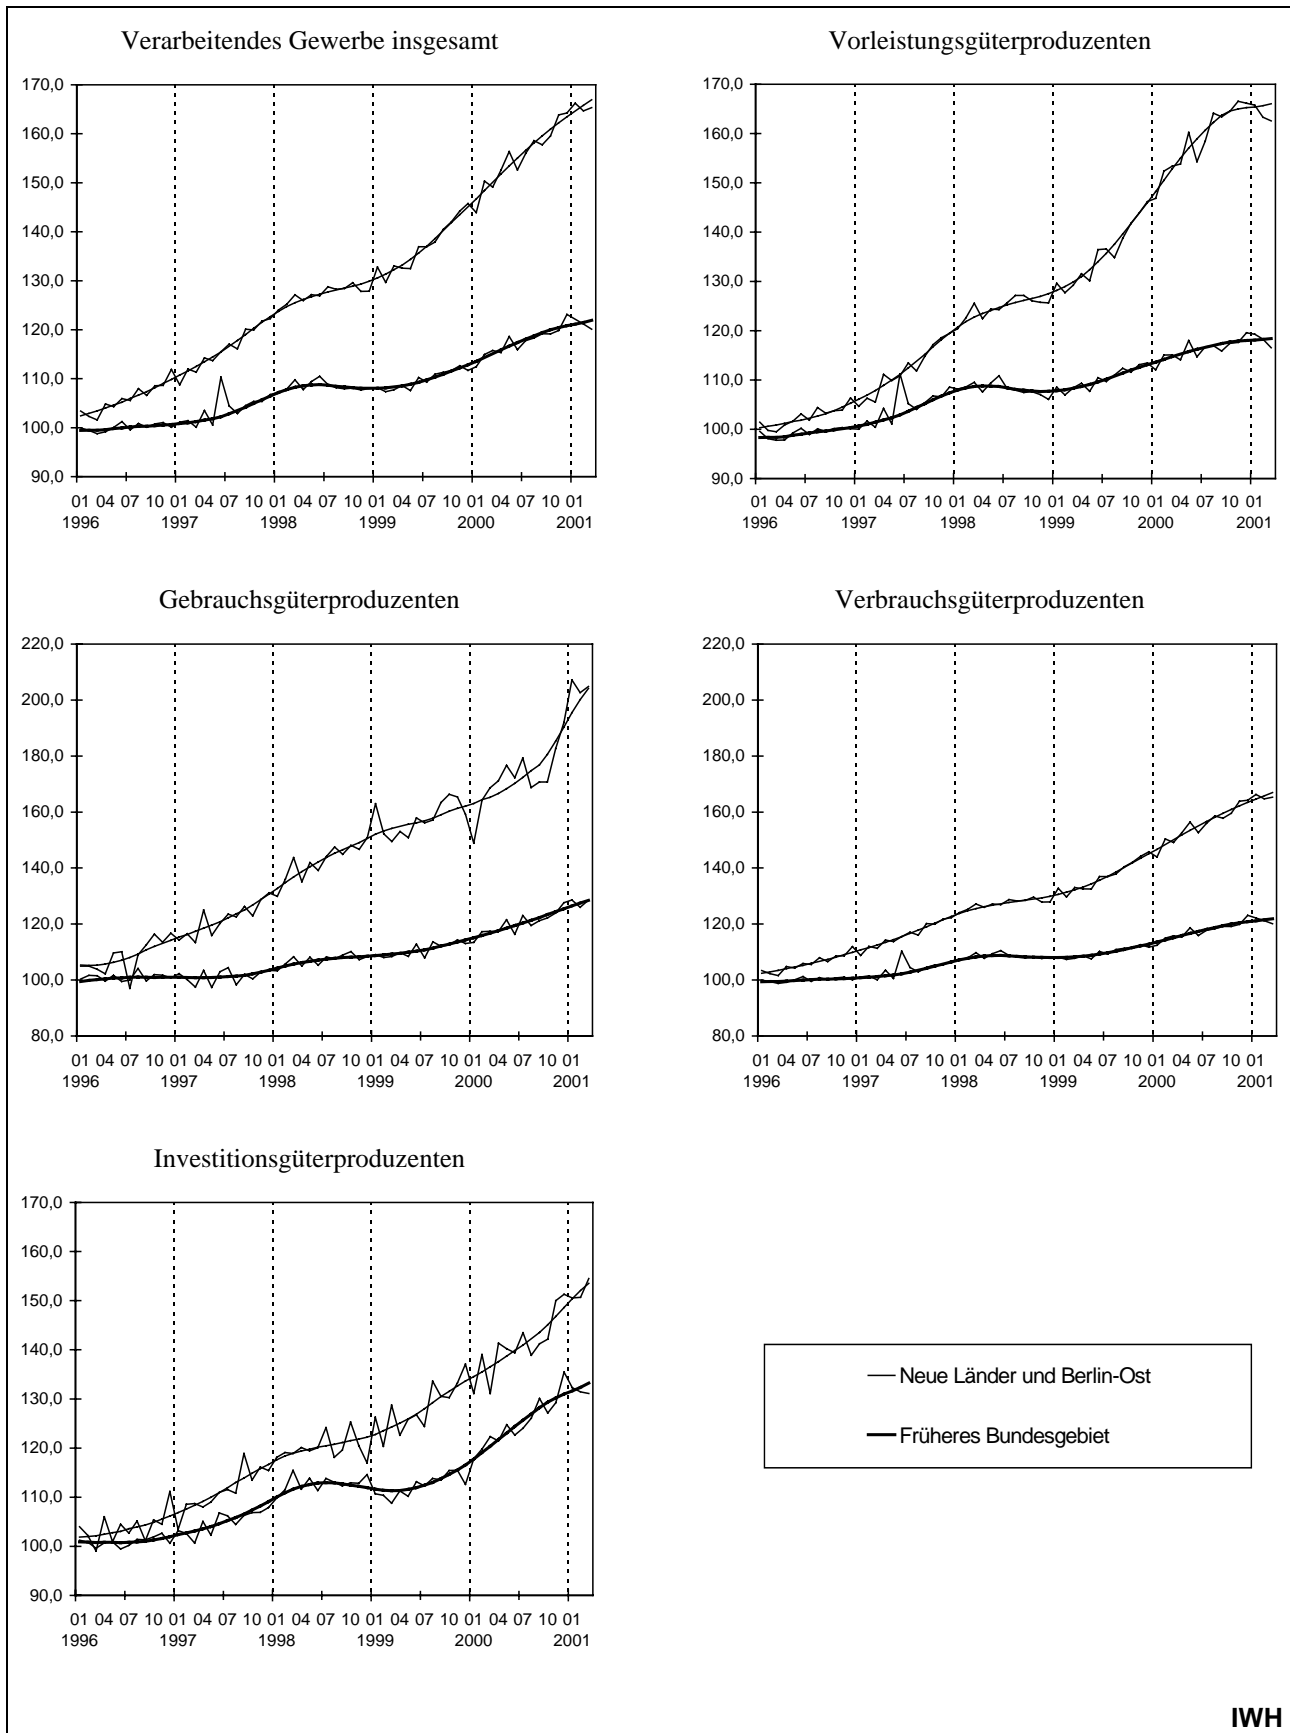 Verarbeitendes Gewerbe insgesamt
170,0
160,0
150,0
140,0
130,0
120,0
110,0
100,0
90,0
01 04 07 10 01 04 07 10 01 04 07 10 01 04 07 10 01 04 07 10 01
1996 1997 1998 1999 2000 2001
Vorleistungsgüterproduzenten
170,0
160,0
150,0
140,0
130,0
120,0
110,0
100,0
90,0
01 04 07 10 01 04 07 10 01 04 07 10 01 04 07 10 01 04 07 10 01
1996 1997 1998 1999 2000 2001
Gebrauchsgüterproduzenten
220,0
200,0
180,0
160,0
140,0
120,0
100,0
80,0
01 04 07 10 01 04 07 10 01 04 07 10 01 04 07 10 01 04 07 10 01
1996 1997 1998 1999 2000 2001
Verbrauchsgüterproduzenten
220,0
200,0
180,0
160,0
140,0
120,0
100,0
80,0
01 04 07 10 01 04 07 10 01 04 07 10 01 04 07 10 01 04 07 10 01
1996 1997 1998 1999 2000 2001
Investitionsgüterproduzenten
170,0
160,0
150,0
140,0
130,0
120,0
110,0
100,0
90,0
01 04 07 10 01 04 07 10 01 04 07 10 01 04 07 10 01 04 07 10 01
1996 1997 1998 1999 2000 2001
Neue Länder und Berlin-Ost
Früheres Bundesgebiet
IWH